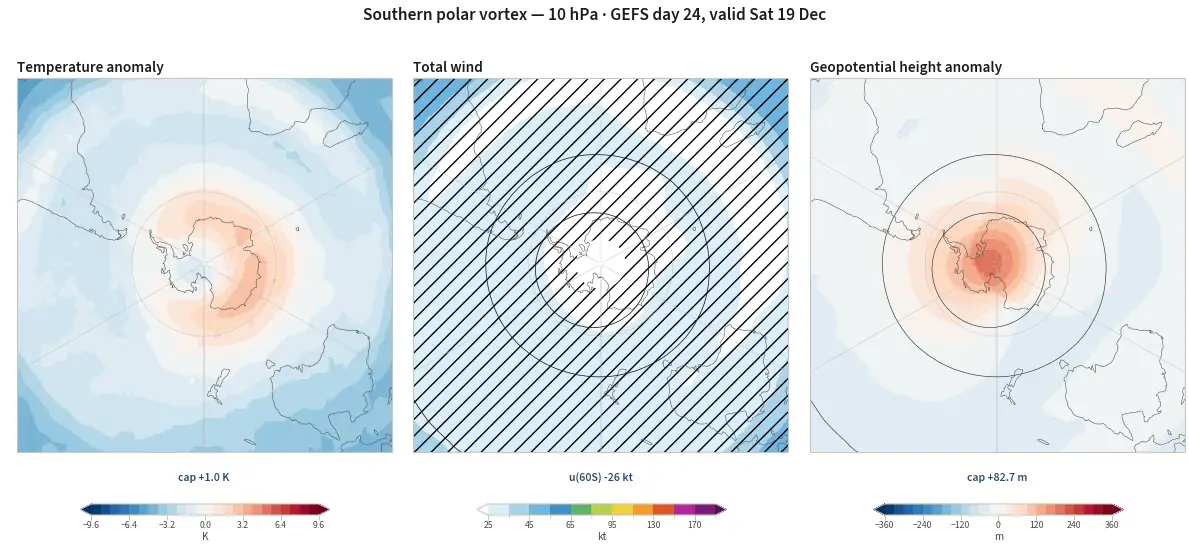 Southern polar vortex — 10 hPa · GEFS day 24, valid Sat 19 Dec
Temperature anomaly
Total wind
Geopotential height anomaly
cap +1.0 K
u(60S) -26 kt
cap +82.7 m
−9.6 −6.4 −3.2 0.0 3.2 6.4 9.6
K
25 45 65 95 130 170
kt
−360 −240 −120 0 120 240 360
m